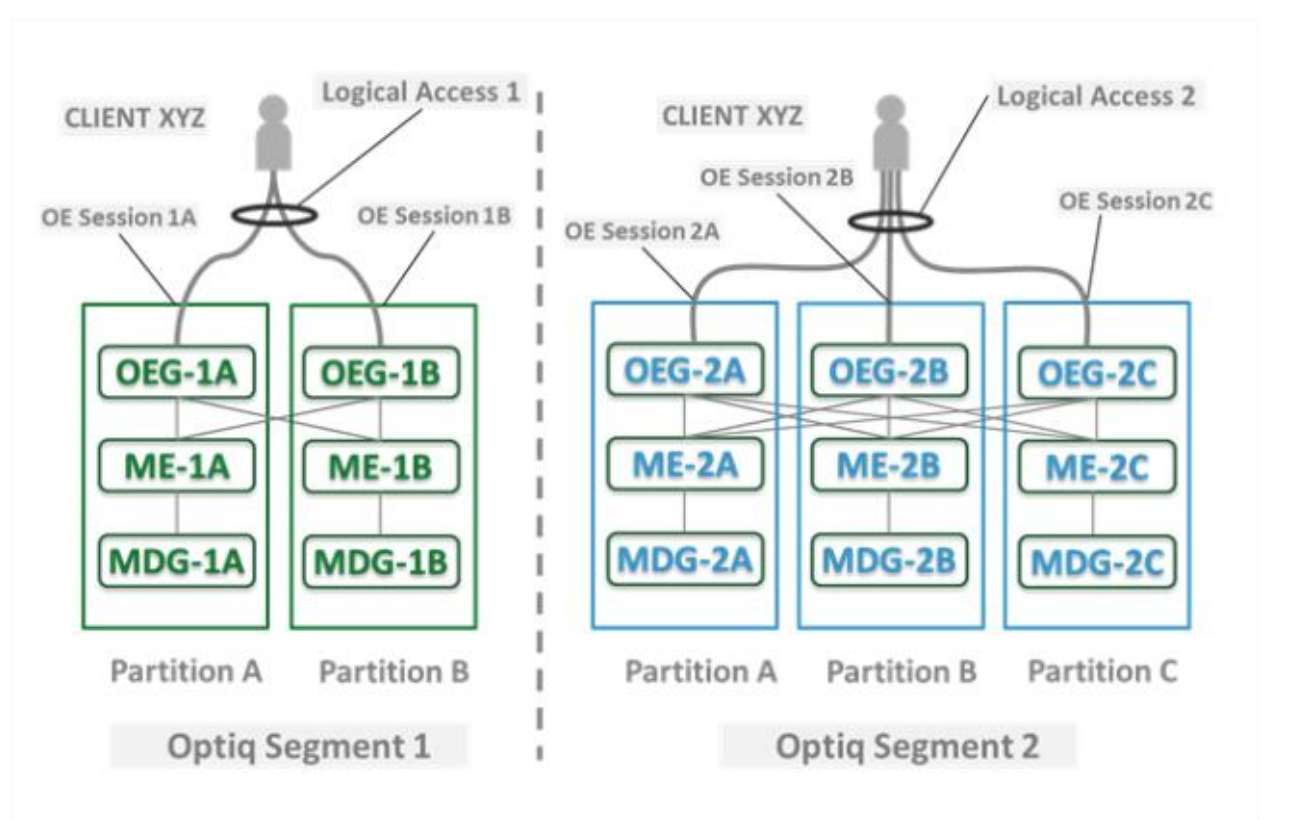 CLIENT XYZ
Logical Access 1
OE Session 1A
OE Session 1B
OEG-1A
OEG-1B
ME-1A
ME-1B
MDG-1A
MDG-1B
Partition A
Partition B
Optiq Segment 1
CLIENT XYZ
Logical Access 2
OE Session 2B
OE Session 2A
OE Session 2C
OEG-2A
OEG-2B
OEG-2C
ME-2A
ME-2B
ME-2C
MDG-2A
MDG-2B
MDG-2C
Partition A
Partition B
Partition C
Optiq Segment 2